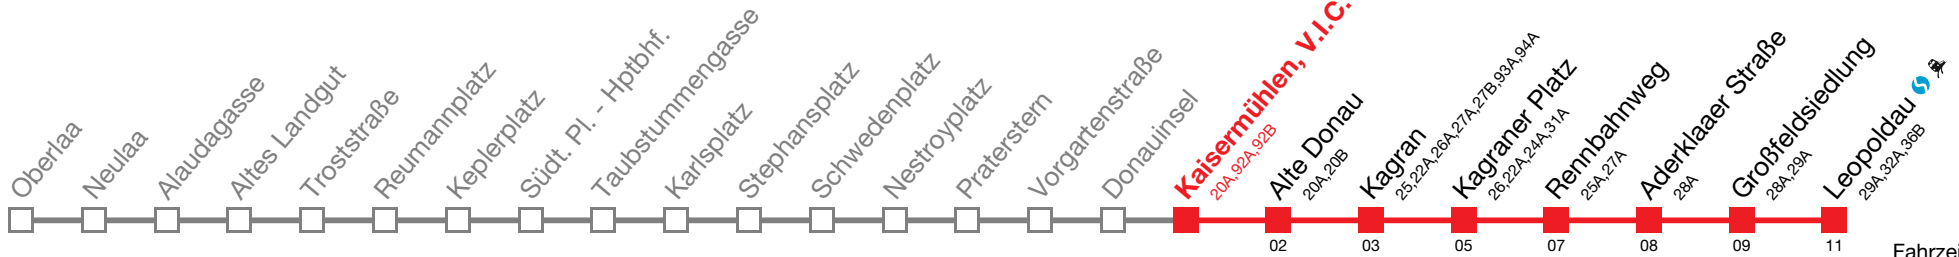 Oberlaa
Neulaa
Alaudagasse
Altes Landgut
Troststraße
Reumannplatz
Keplerplatz
Südt. Pl. - Hptbhf.
Taubstummengasse
Karlsplatz
Stephansplatz
Schwedenplatz
Nestroyplatz
Praterstern
Vorgartenstraße
Donauinsel
Kaisermühlen, V.I.C.
20A,92A,92B
Alte Donau
20A,20B
Kagran
25,22A,26A,27A,27B,93A,94A
Kagraner Platz
26,22A,24A,31A
Rennbahnweg
25A,27A
Aderklaaer Straße
28A
Großfeldsiedlung
28A,29A
Leopoldau
29A,32A,36B
02
03
05
07
08
09
11
Fahrzei